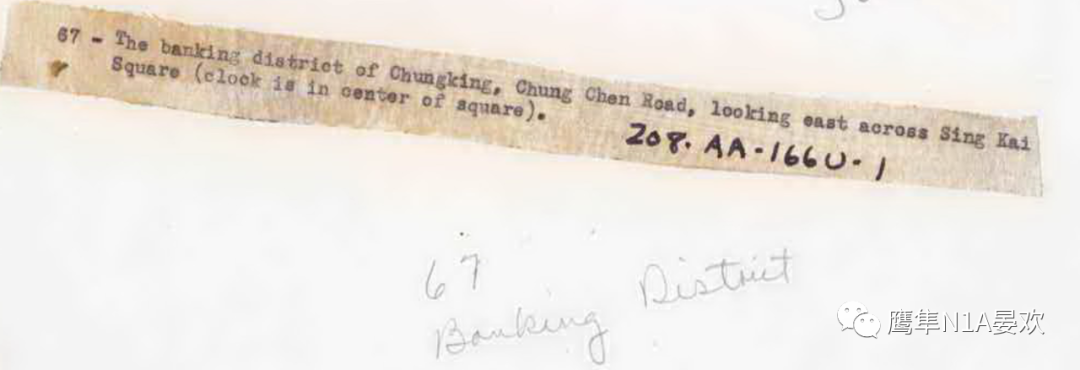 67 - The banking district of Chungking, Chung Chen Road, looking east across Sing Kai
Square (clock is in center of square).
208-AA-166U-1
67
Banking District
鹰隼N1A晏欢